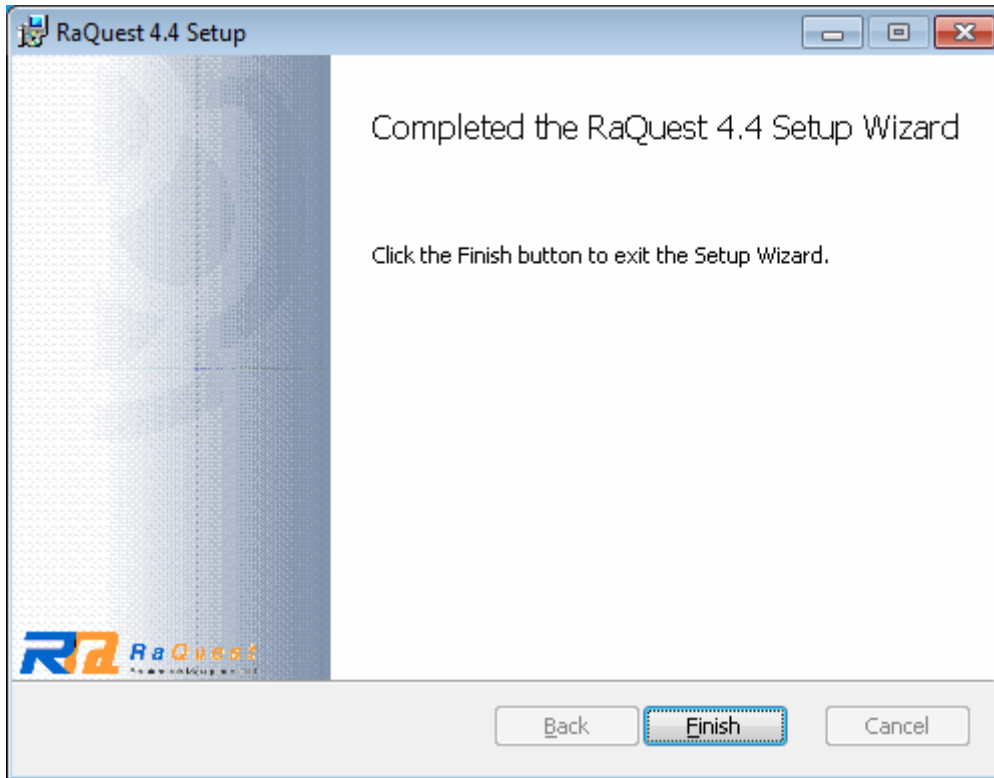 RaQuest 4.4 Setup
Completed the RaQuest 4.4 Setup Wizard
Click the Finish button to exit the Setup Wizard.
RaQuest
Back
Finish
Cancel